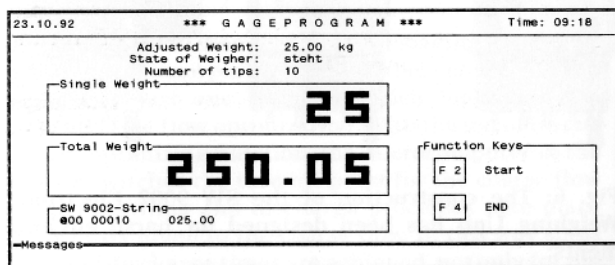 23.10.92 *** G A G E P R O G R A M *** Time: 09:18
Adjusted Weight: 25.00 kg
State of Weigher: steht
Number of tips: 10
Single Weight
25
Total Weight
250.05
Function Keys
F 2 Start
SW 9002-String
@00 00010 025.00
F 4 END
Messages